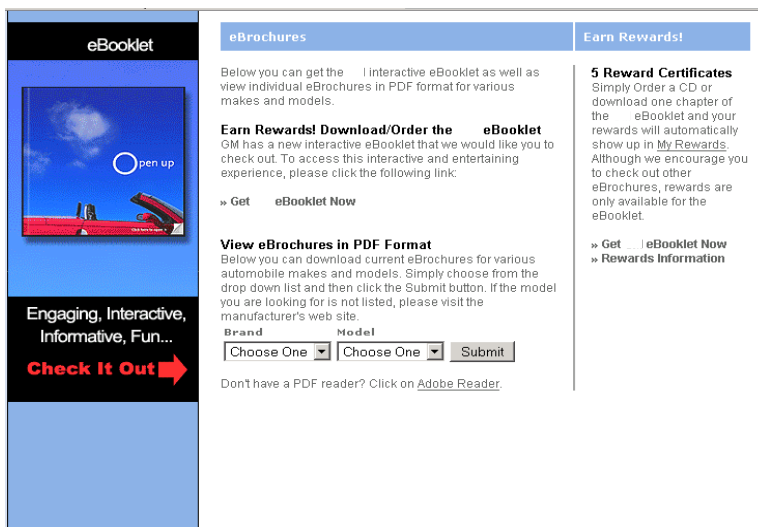 eBooklet
Open up
Click here to open
Engaging, Interactive,
Informative, Fun...
Check It Out
eBrochures
Below you can get the interactive eBooklet as well as
view individual eBrochures in PDF format for various
makes and models.
Earn Rewards! Download/Order the eBooklet
GM has a new interactive eBooklet that we would like you to
check out. To access this interactive and entertaining
experience, please click the following link:
» Get eBooklet Now
View eBrochures in PDF Format
Below you can download current eBrochures for various
automobile makes and models. Simply choose from the
drop down list and then click the Submit button. If the model
you are looking for is not listed, please visit the
manufacturer's web site.
Brand Model
Choose One Choose One Submit
Don't have a PDF reader? Click on Adobe Reader.
Earn Rewards!
5 Reward Certificates
Simply Order a CD or
download one chapter of
the eBooklet and your
rewards will automatically
show up in My Rewards.
Although we encourage you
to check out other
eBrochures, rewards are
only available for the
eBooklet.
» Get eBooklet Now
» Rewards Information